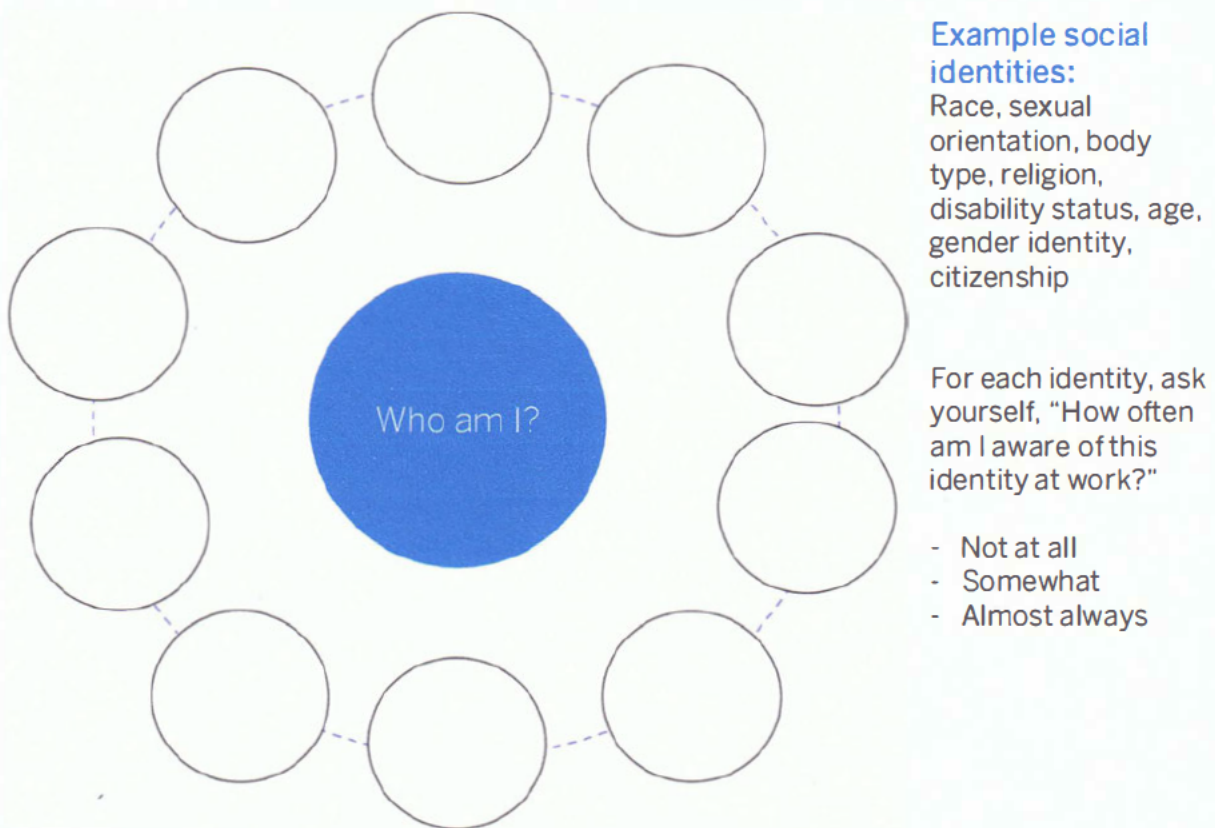 Example social
identities:
Race, sexual
orientation, body
type, religion,
disability status, age,
gender identity,
citizenship
Who am I?
For each identity, ask
yourself, “How often
am I aware of this
identity at work?”
- Not at all
- Somewhat
- Almost always